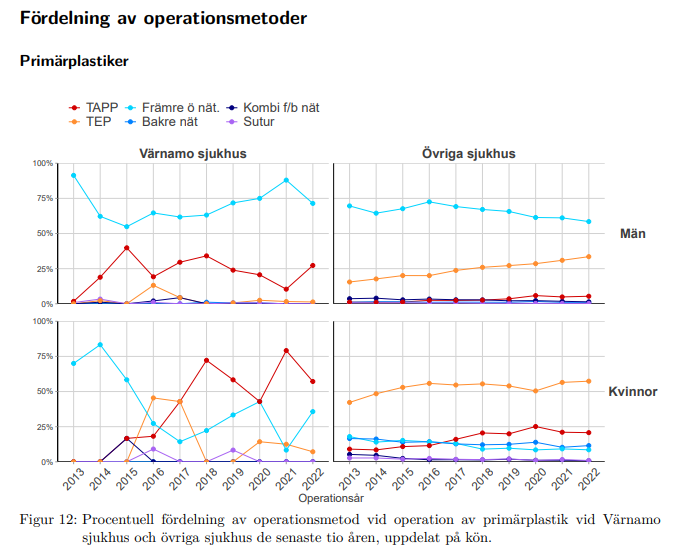 Fördelning av operationsmetoder
Primärplastiker
TAPP Främre ö nät. Kombi f/b nät
TEP Bakre nät Sutur
Värnamo sjukhus Övriga sjukhus
100%
75%
50%
25%
0%
Män
100%
75%
50%
25%
0%
Kvinnor
2013 2014 2015 2016 2017 2018 2019 2020 2021 2022 2013 2014 2015 2016 2017 2018 2019 2020 2021 2022
Operationsår
Figur 12: Procentuell fördelning av operationsmetod vid operation av primärplastik vid Värnamo
sjukhus och övriga sjukhus de senaste tio åren, uppdelat på kön.